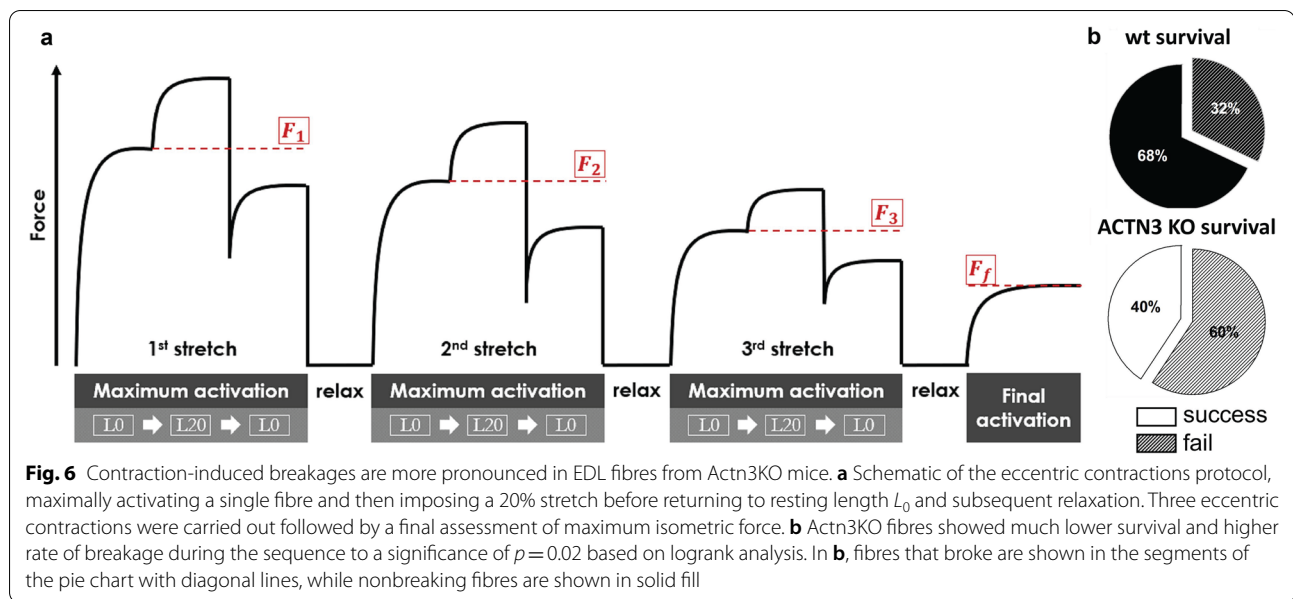 a
b
wt survival
32%
68%
ACTN3 KO survival
40%
60%
success
fail
Force
F1
F2
F3
Ff
1st stretch
2nd stretch
3rd stretch
Maximum activation
relax
Maximum activation
relax
Maximum activation
relax
Final
activation
L0 ➡ L20 ➡ L0
L0 ➡ L20 ➡ L0
L0 ➡ L20 ➡ L0
Fig. 6 Contraction-induced breakages are more pronounced in EDL fibres from Actn3KO mice. a Schematic of the eccentric contractions protocol,
maximally activating a single fibre and then imposing a 20% stretch before returning to resting length L0 and subsequent relaxation. Three eccentric
contractions were carried out followed by a final assessment of maximum isometric force. b Actn3KO fibres showed much lower survival and higher
rate of breakage during the sequence to a significance of p = 0.02 based on logrank analysis. In b, fibres that broke are shown in the segments of
the pie chart with diagonal lines, while nonbreaking fibres are shown in solid fill